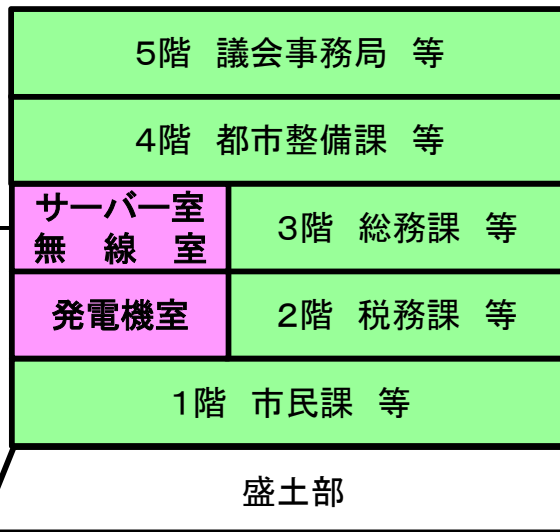 5階 議会事務局 等
4階 都市整備課 等
サーバー室
無 線 室
3階 総務課 等
発電機室
2階 税務課 等
1階 市民課 等
盛土部